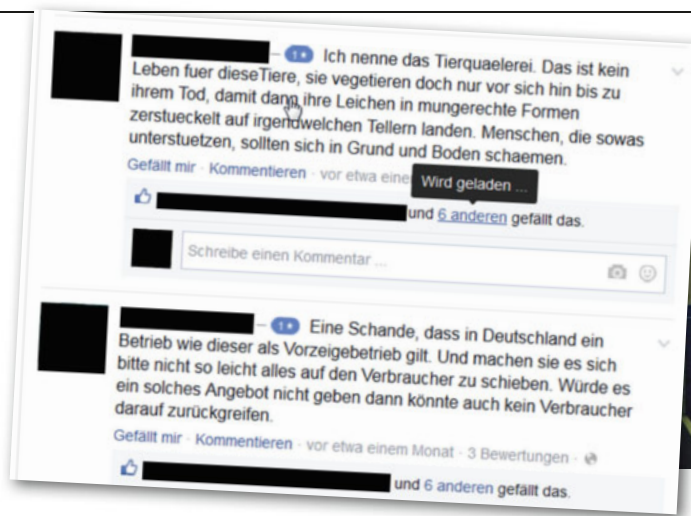 – 1★ Ich nenne das Tierquaelerei. Das ist kein
Leben fuer dieseTiere, sie vegetieren doch nur vor sich hin bis zu
ihrem Tod, damit dann ihre Leichen in mungerechte Formen
zerstueckelt auf irgendwelchen Tellern landen. Menschen, die sowas
unterstuetzen, sollten sich in Grund und Boden schaemen.
Gefällt mir · Kommentieren · vor etwa eine
Wird geladen ...
und 6 anderen gefällt das.
Schreibe einen Kommentar ...
– 1★ Eine Schande, dass in Deutschland ein
Betrieb wie dieser als Vorzeigebetrieb gilt. Und machen sie es sich
bitte nicht so leicht alles auf den Verbraucher zu schieben. Würde es
ein solches Angebot nicht geben dann könnte auch kein Verbraucher
darauf zurückgreifen.
Gefällt mir · Kommentieren · vor etwa einem Monat · 3 Bewertungen ·
und 6 anderen gefällt das.